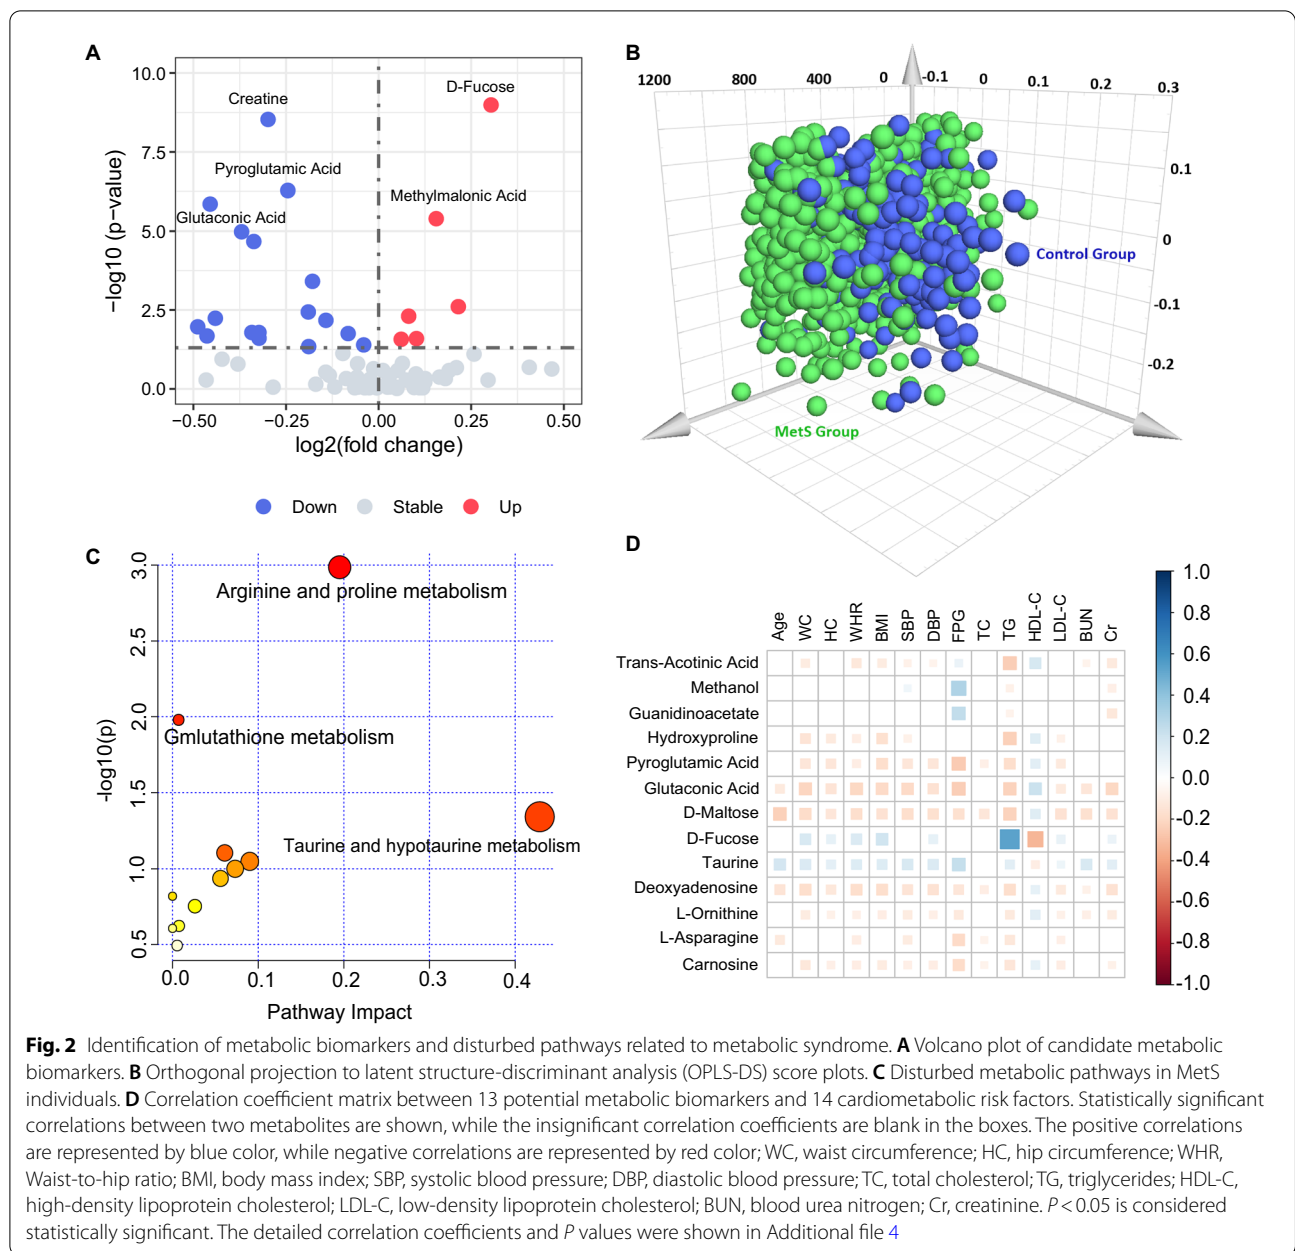 A
10.0
7.5
5.0
2.5
0.0
−log10 (p−value)
Creatine
D-Fucose
Pyroglutamic Acid
Methylmalonic Acid
Glutaconic Acid
−0.50
−0.25
0.00
0.25
0.50
log2(fold change)
Down
Stable
Up
B
1200
800
400
0
-0.1
0
0.1
0.2
0.3
0.1
0
-0.1
-0.2
Control Group
MetS Group
C
3.0
2.5
2.0
1.5
1.0
0.5
-log10(p)
Arginine and proline metabolism
Gmlutathione metabolism
Taurine and hypotaurine metabolism
0.0
0.1
0.2
0.3
0.4
Pathway Impact
D
Age
WC
HC
WHR
BMI
SBP
DBP
FPG
TC
TG
HDL-C
LDL-C
BUN
Cr
Trans-Acotinic Acid
Methanol
Guanidinoacetate
Hydroxyproline
Pyroglutamic Acid
Glutaconic Acid
D-Maltose
D-Fucose
Taurine
Deoxyadenosine
L-Ornithine
L-Asparagine
Carnosine
1.0
0.8
0.6
0.4
0.2
0.0
-0.2
-0.4
-0.6
-0.8
-1.0
Fig. 2 Identification of metabolic biomarkers and disturbed pathways related to metabolic syndrome. A Volcano plot of candidate metabolic
biomarkers. B Orthogonal projection to latent structure-discriminant analysis (OPLS-DS) score plots. C Disturbed metabolic pathways in MetS
individuals. D Correlation coefficient matrix between 13 potential metabolic biomarkers and 14 cardiometabolic risk factors. Statistically significant
correlations between two metabolites are shown, while the insignificant correlation coefficients are blank in the boxes. The positive correlations
are represented by blue color, while negative correlations are represented by red color; WC, waist circumference; HC, hip circumference; WHR,
Waist-to-hip ratio; BMI, body mass index; SBP, systolic blood pressure; DBP, diastolic blood pressure; TC, total cholesterol; TG, triglycerides; HDL-C,
high-density lipoprotein cholesterol; LDL-C, low-density lipoprotein cholesterol; BUN, blood urea nitrogen; Cr, creatinine. P < 0.05 is considered
statistically significant. The detailed correlation coefficients and P values were shown in Additional file 4